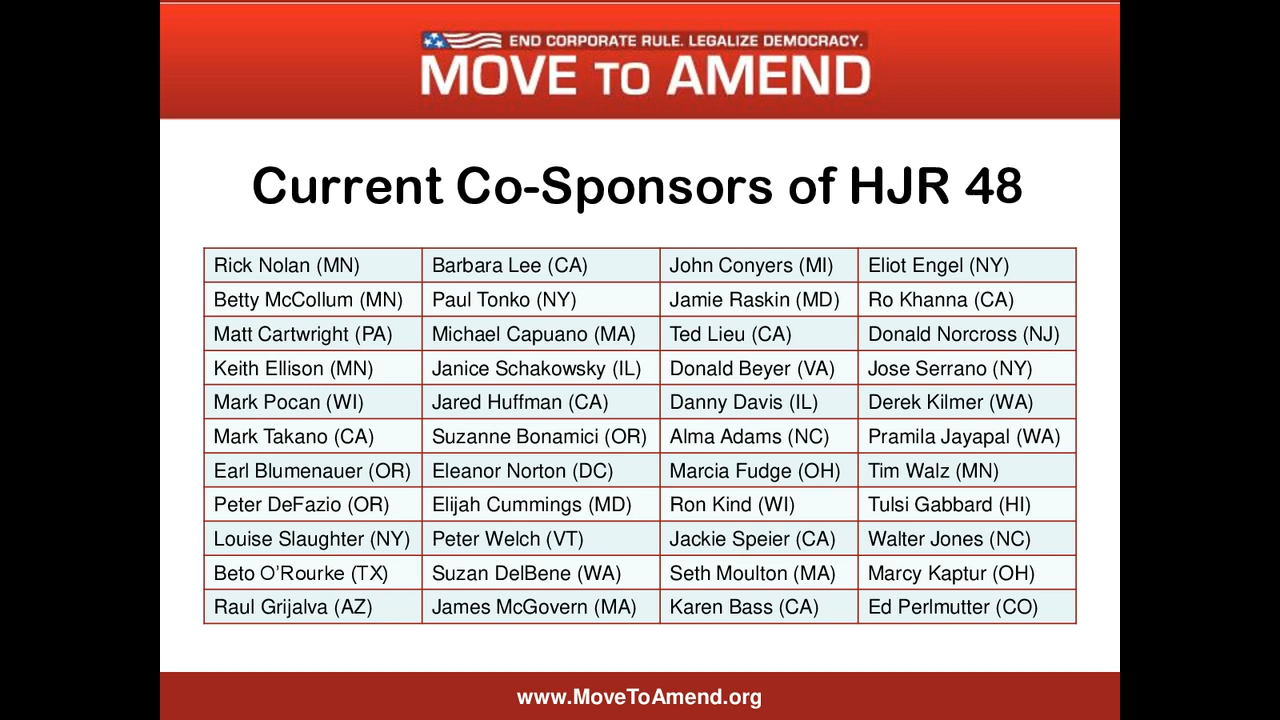 END CORPORATE RULE. LEGALIZE DEMOCRACY.
MOVE TO AMEND
Current Co-Sponsors of HJR 48
Rick Nolan (MN) Barbara Lee (CA) John Conyers (MI) Eliot Engel (NY)
Betty McCollum (MN) Paul Tonko (NY) Jamie Raskin (MD) Ro Khanna (CA)
Matt Cartwright (PA) Michael Capuano (MA) Ted Lieu (CA) Donald Norcross (NJ)
Keith Ellison (MN) Janice Schakowsky (IL) Donald Beyer (VA) Jose Serrano (NY)
Mark Pocan (WI) Jared Huffman (CA) Danny Davis (IL) Derek Kilmer (WA)
Mark Takano (CA) Suzanne Bonamici (OR) Alma Adams (NC) Pramila Jayapal (WA)
Earl Blumenauer (OR) Eleanor Norton (DC) Marcia Fudge (OH) Tim Walz (MN)
Peter DeFazio (OR) Elijah Cummings (MD) Ron Kind (WI) Tulsi Gabbard (HI)
Louise Slaughter (NY) Peter Welch (VT) Jackie Speier (CA) Walter Jones (NC)
Beto O’Rourke (TX) Suzan DelBene (WA) Seth Moulton (MA) Marcy Kaptur (OH)
Raul Grijalva (AZ) James McGovern (MA) Karen Bass (CA) Ed Perlmutter (CO)
www.MoveToAmend.org